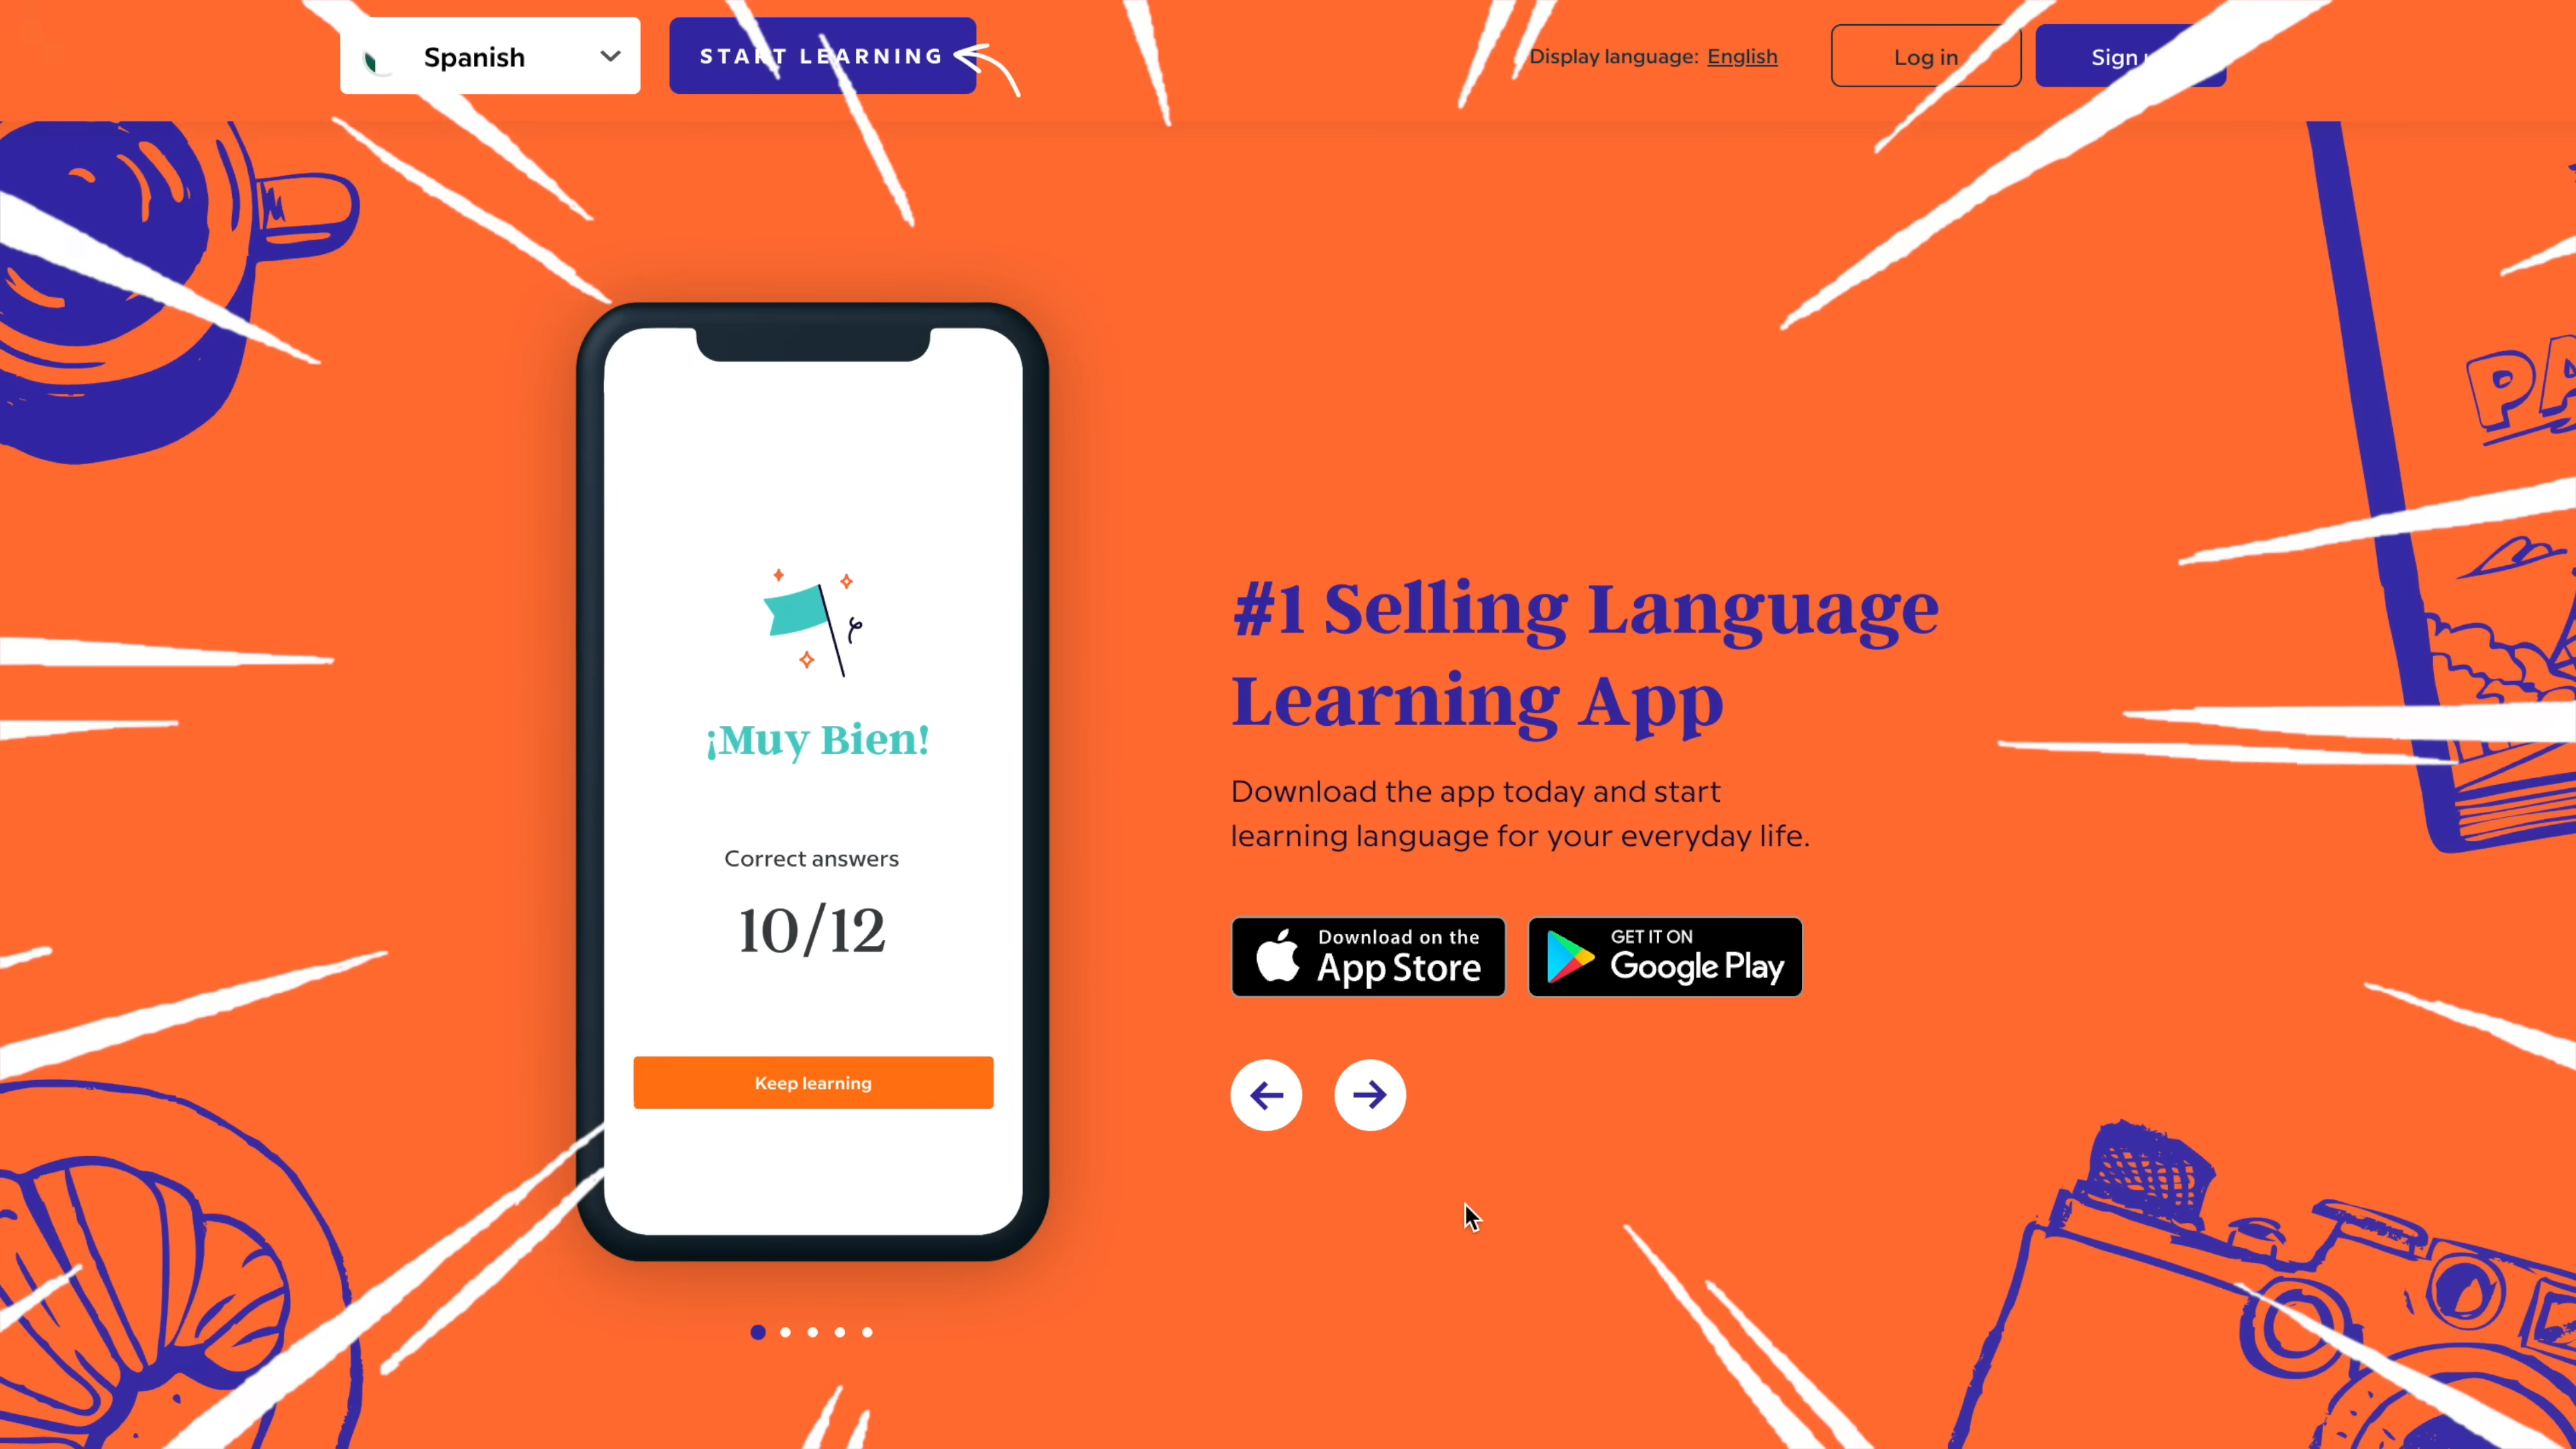 Spanish
START LEARNING
Display language: English
Log in
Sign
¡Muy Bien!
Correct answers
10/12
Keep learning
#1 Selling Language
Learning App
Download the app today and start
learning language for your everyday life.
Download on the
App Store
GET IT ON
Google Play